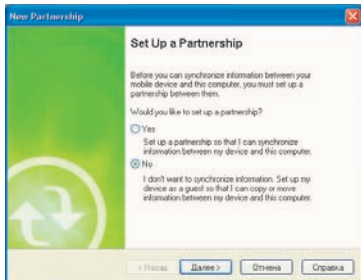 New Partnership
Set Up a Partnership
Before you can synchronize information between your
mobile device and this computer, you must set up a
partnership between them.
Would you like to set up a partnership?
Yes
Set up a partnership so that I can synchronize
information between my device and this computer.
No
I don't want to synchronize information. Set up my
device as a guest so that I can copy or move
information between my device and this computer.
< Назад Далее > Отмена Справка